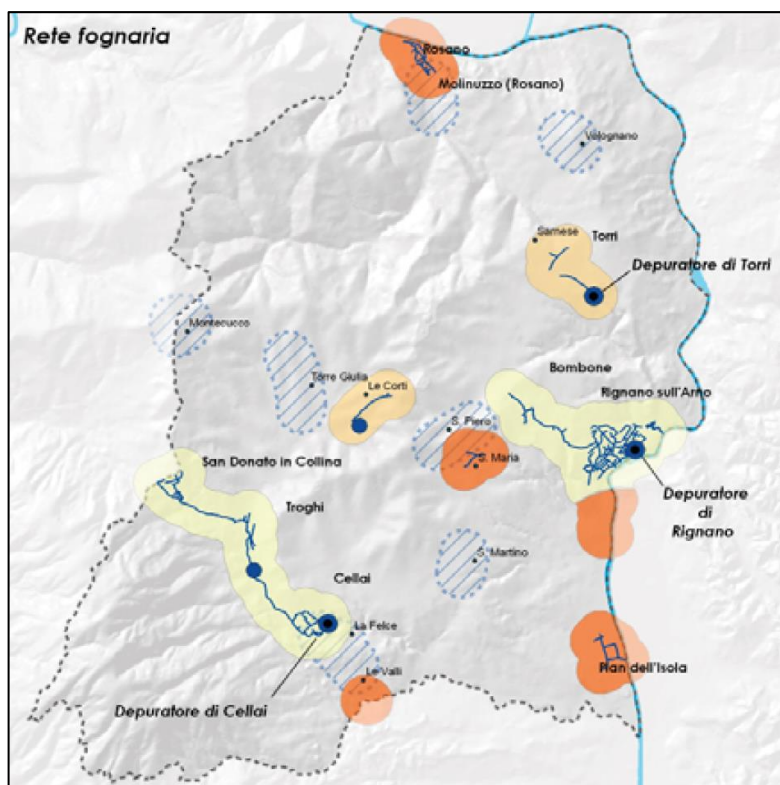 Rete fognaria
Rosano
Molinuzzo (Rosano)
Volognano
Samese
Torri
Depuratore di Torri
Montecucco
Torre Giulia
Le Corti
Bombone
Rignano sull'Arno
S. Piero
S. Maria
San Donato in Collina
Troghi
Depuratore
di
Rignano
Cellai
S. Martino
La Felce
Le Valli
Pian dell'Isola
Depuratore di Cellai